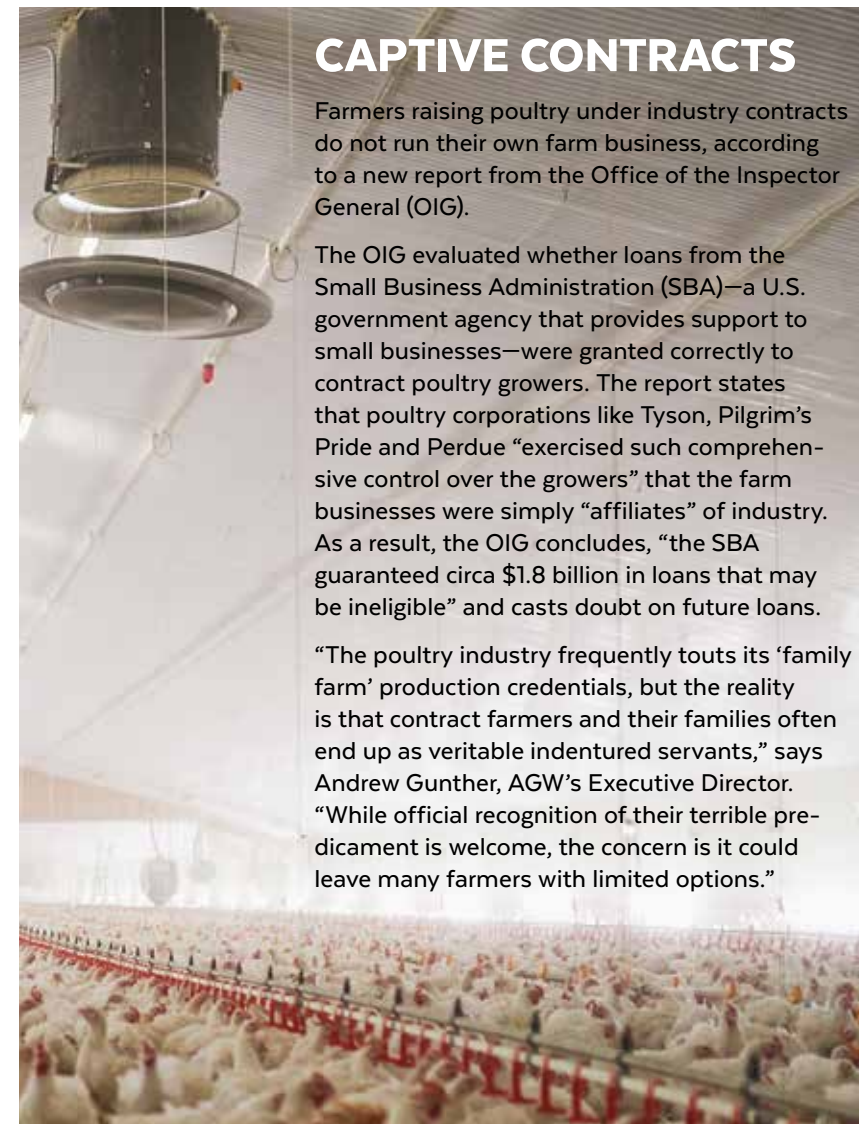 CAPTIVE CONTRACTS
Farmers raising poultry under industry contracts
do not run their own farm business, according
to a new report from the Office of the Inspector
General (OIG).
The OIG evaluated whether loans from the
Small Business Administration (SBA)—a U.S.
government agency that provides support to
small businesses—were granted correctly to
contract poultry growers. The report states
that poultry corporations like Tyson, Pilgrim’s
Pride and Perdue “exercised such comprehen-
sive control over the growers” that the farm
businesses were simply “affiliates” of industry.
As a result, the OIG concludes, “the SBA
guaranteed circa $1.8 billion in loans that may
be ineligible” and casts doubt on future loans.
“The poultry industry frequently touts its ‘family
farm’ production credentials, but the reality
is that contract farmers and their families often
end up as veritable indentured servants,” says
Andrew Gunther, AGW’s Executive Director.
“While official recognition of their terrible pre-
dicament is welcome, the concern is it could
leave many farmers with limited options.”